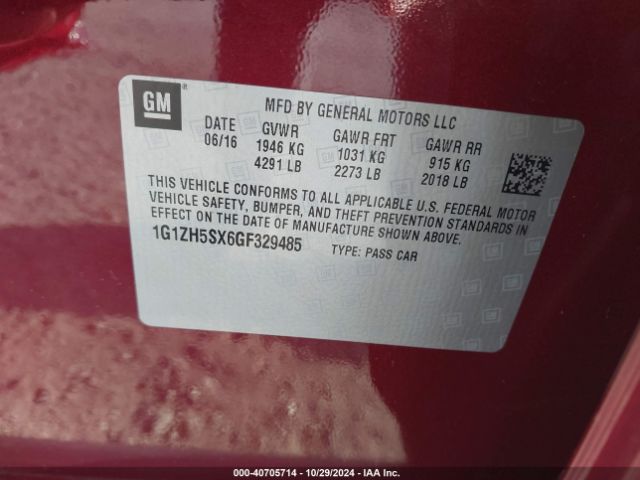 GM
MFD BY GENERAL MOTORS LLC
DATE GVWR GAWR FRT GAWR RR
06/16 1946 KG 1031 KG 915 KG
4291 LB 2273 LB 2018 LB
THIS VEHICLE CONFORMS TO ALL APPLICABLE U.S. FEDERAL MOTOR
VEHICLE SAFETY, BUMPER, AND THEFT PREVENTION STANDARDS IN
EFFECT ON THE DATE OF MANUFACTURE SHOWN ABOVE.
1G1ZH5SX6GF329485 TYPE: PASS CAR
© - 40705714 - 10/29/2024 - IAA Inc.